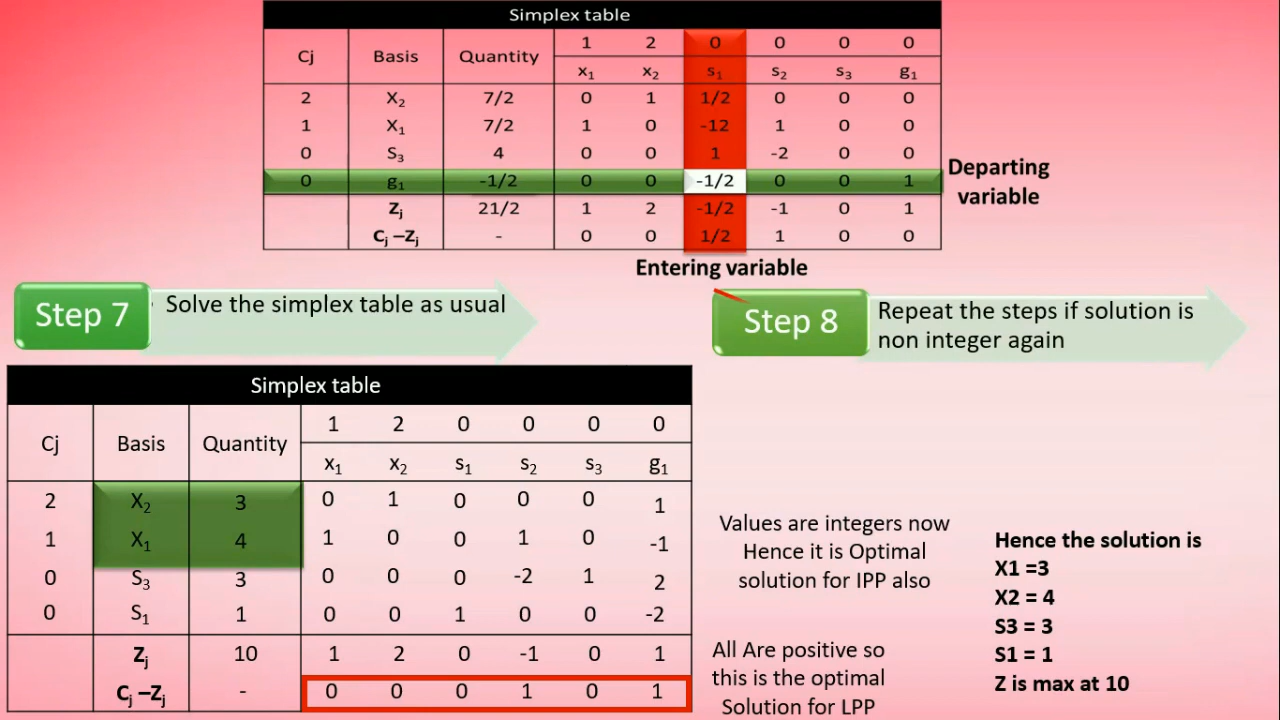 Simplex table
Cj Basis Quantity 1 2 0 0 0 0
x₁ x₂ s₁ s₂ s₃ g₁
2 X₂ 7/2 0 1 1/2 0 0 0
1 X₁ 7/2 1 0 -12 1 0 0
0 S₃ 4 0 0 1 -2 0 0
0 g₁ -1/2 0 0 -1/2 0 0 1
Zⱼ 21/2 1 2 -1/2 -1 0 1
Cⱼ –Zⱼ - 0 0 1/2 1 0 0
Departing
variable
Entering variable
Step 7
Solve the simplex table as usual
Step 8
Repeat the steps if solution is
non integer again
Simplex table
Cj Basis Quantity 1 2 0 0 0 0
x₁ x₂ s₁ s₂ s₃ g₁
2 X₂ 3 0 1 0 0 0 1
1 X₁ 4 1 0 0 1 0 -1
0 S₃ 3 0 0 0 -2 1 2
0 S₁ 1 0 0 1 0 0 -2
Zⱼ 10 1 2 0 -1 0 1
Cⱼ –Zⱼ - 0 0 0 1 0 1
Values are integers now
Hence it is Optimal
solution for IPP also
All Are positive so
this is the optimal
Solution for LPP
Hence the solution is
X1 =3
X2 = 4
S3 = 3
S1 = 1
Z is max at 10